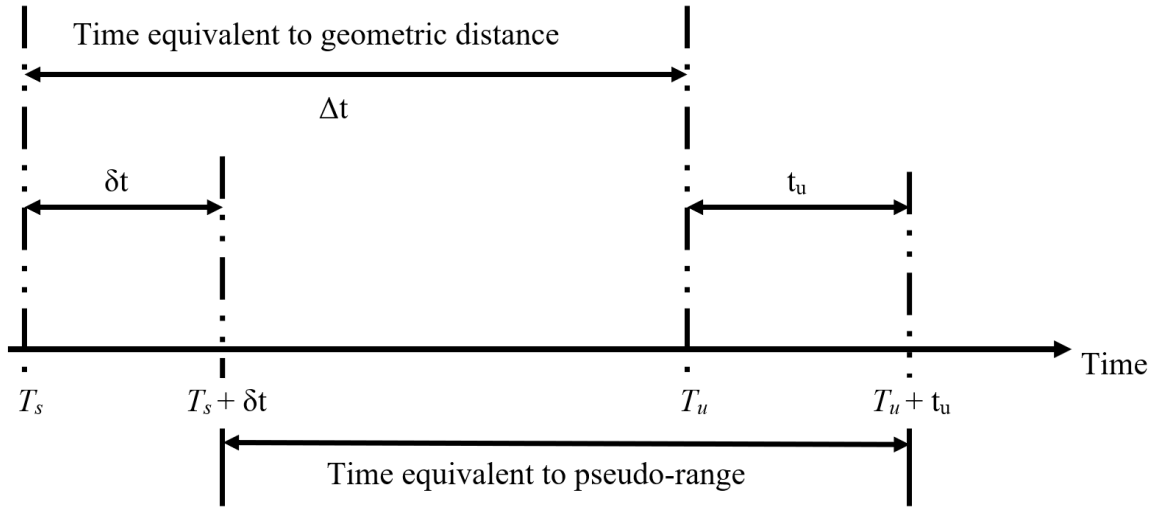 Time equivalent to geometric distance
Δt
δt
tu
Time
Ts
Ts + δt
Tu
Tu + tu
Time equivalent to pseudo-range